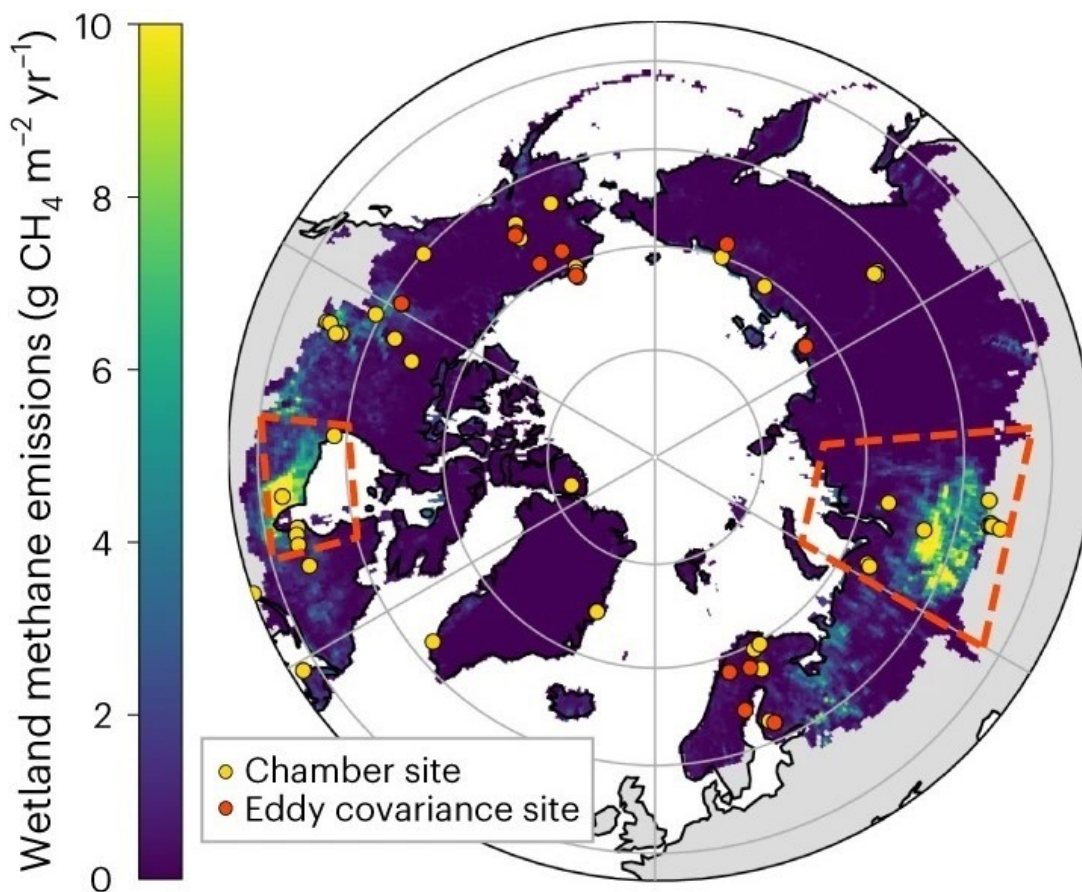 Wetland methane emissions (g CH₄ m⁻² yr⁻¹)
10
8
6
4
2
0
Chamber site
Eddy covariance site